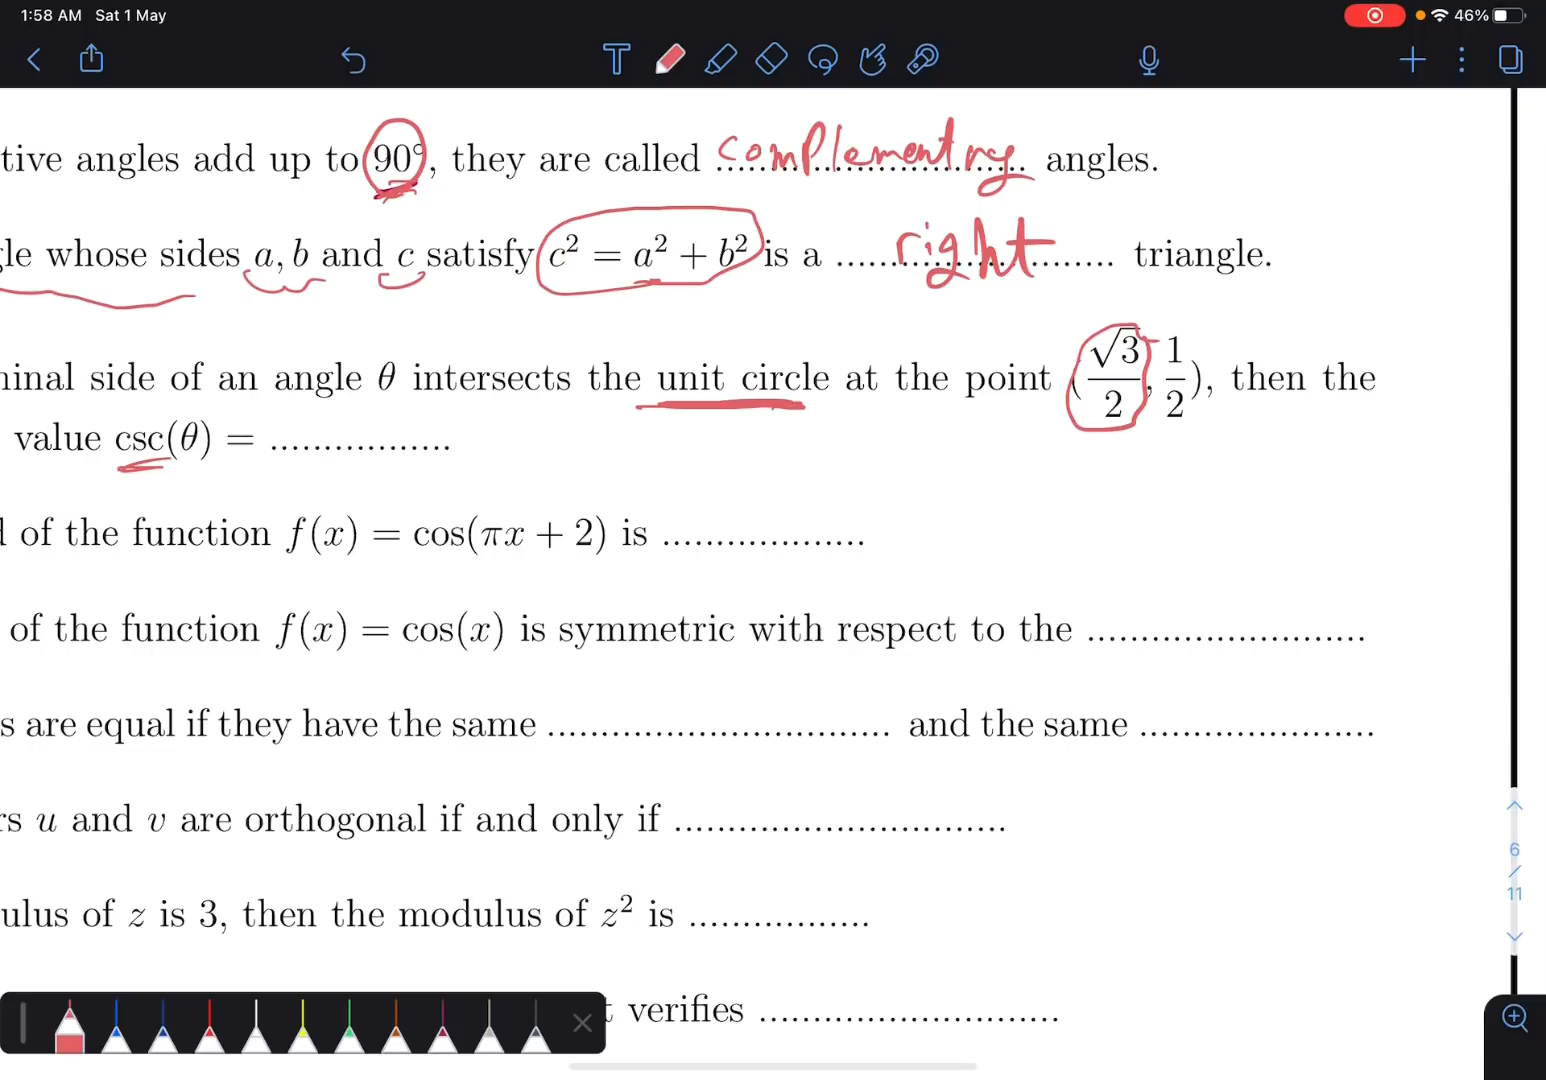 1:58 AM Sat 1 May 46%
tive angles add up to 90°, they are called complementry angles.
gle whose sides a, b and c satisfy c² = a² + b² is a right triangle.
ninal side of an angle θ intersects the unit circle at the point (√3/2, 1/2), then the
value csc(θ) = .................
d of the function f(x) = cos(πx + 2) is ...................
of the function f(x) = cos(x) is symmetric with respect to the ..........................
s are equal if they have the same ................................ and the same ......................
rs u and v are orthogonal if and only if ...............................
ulus of z is 3, then the modulus of z² is .................
t verifies ............................
6
/
11